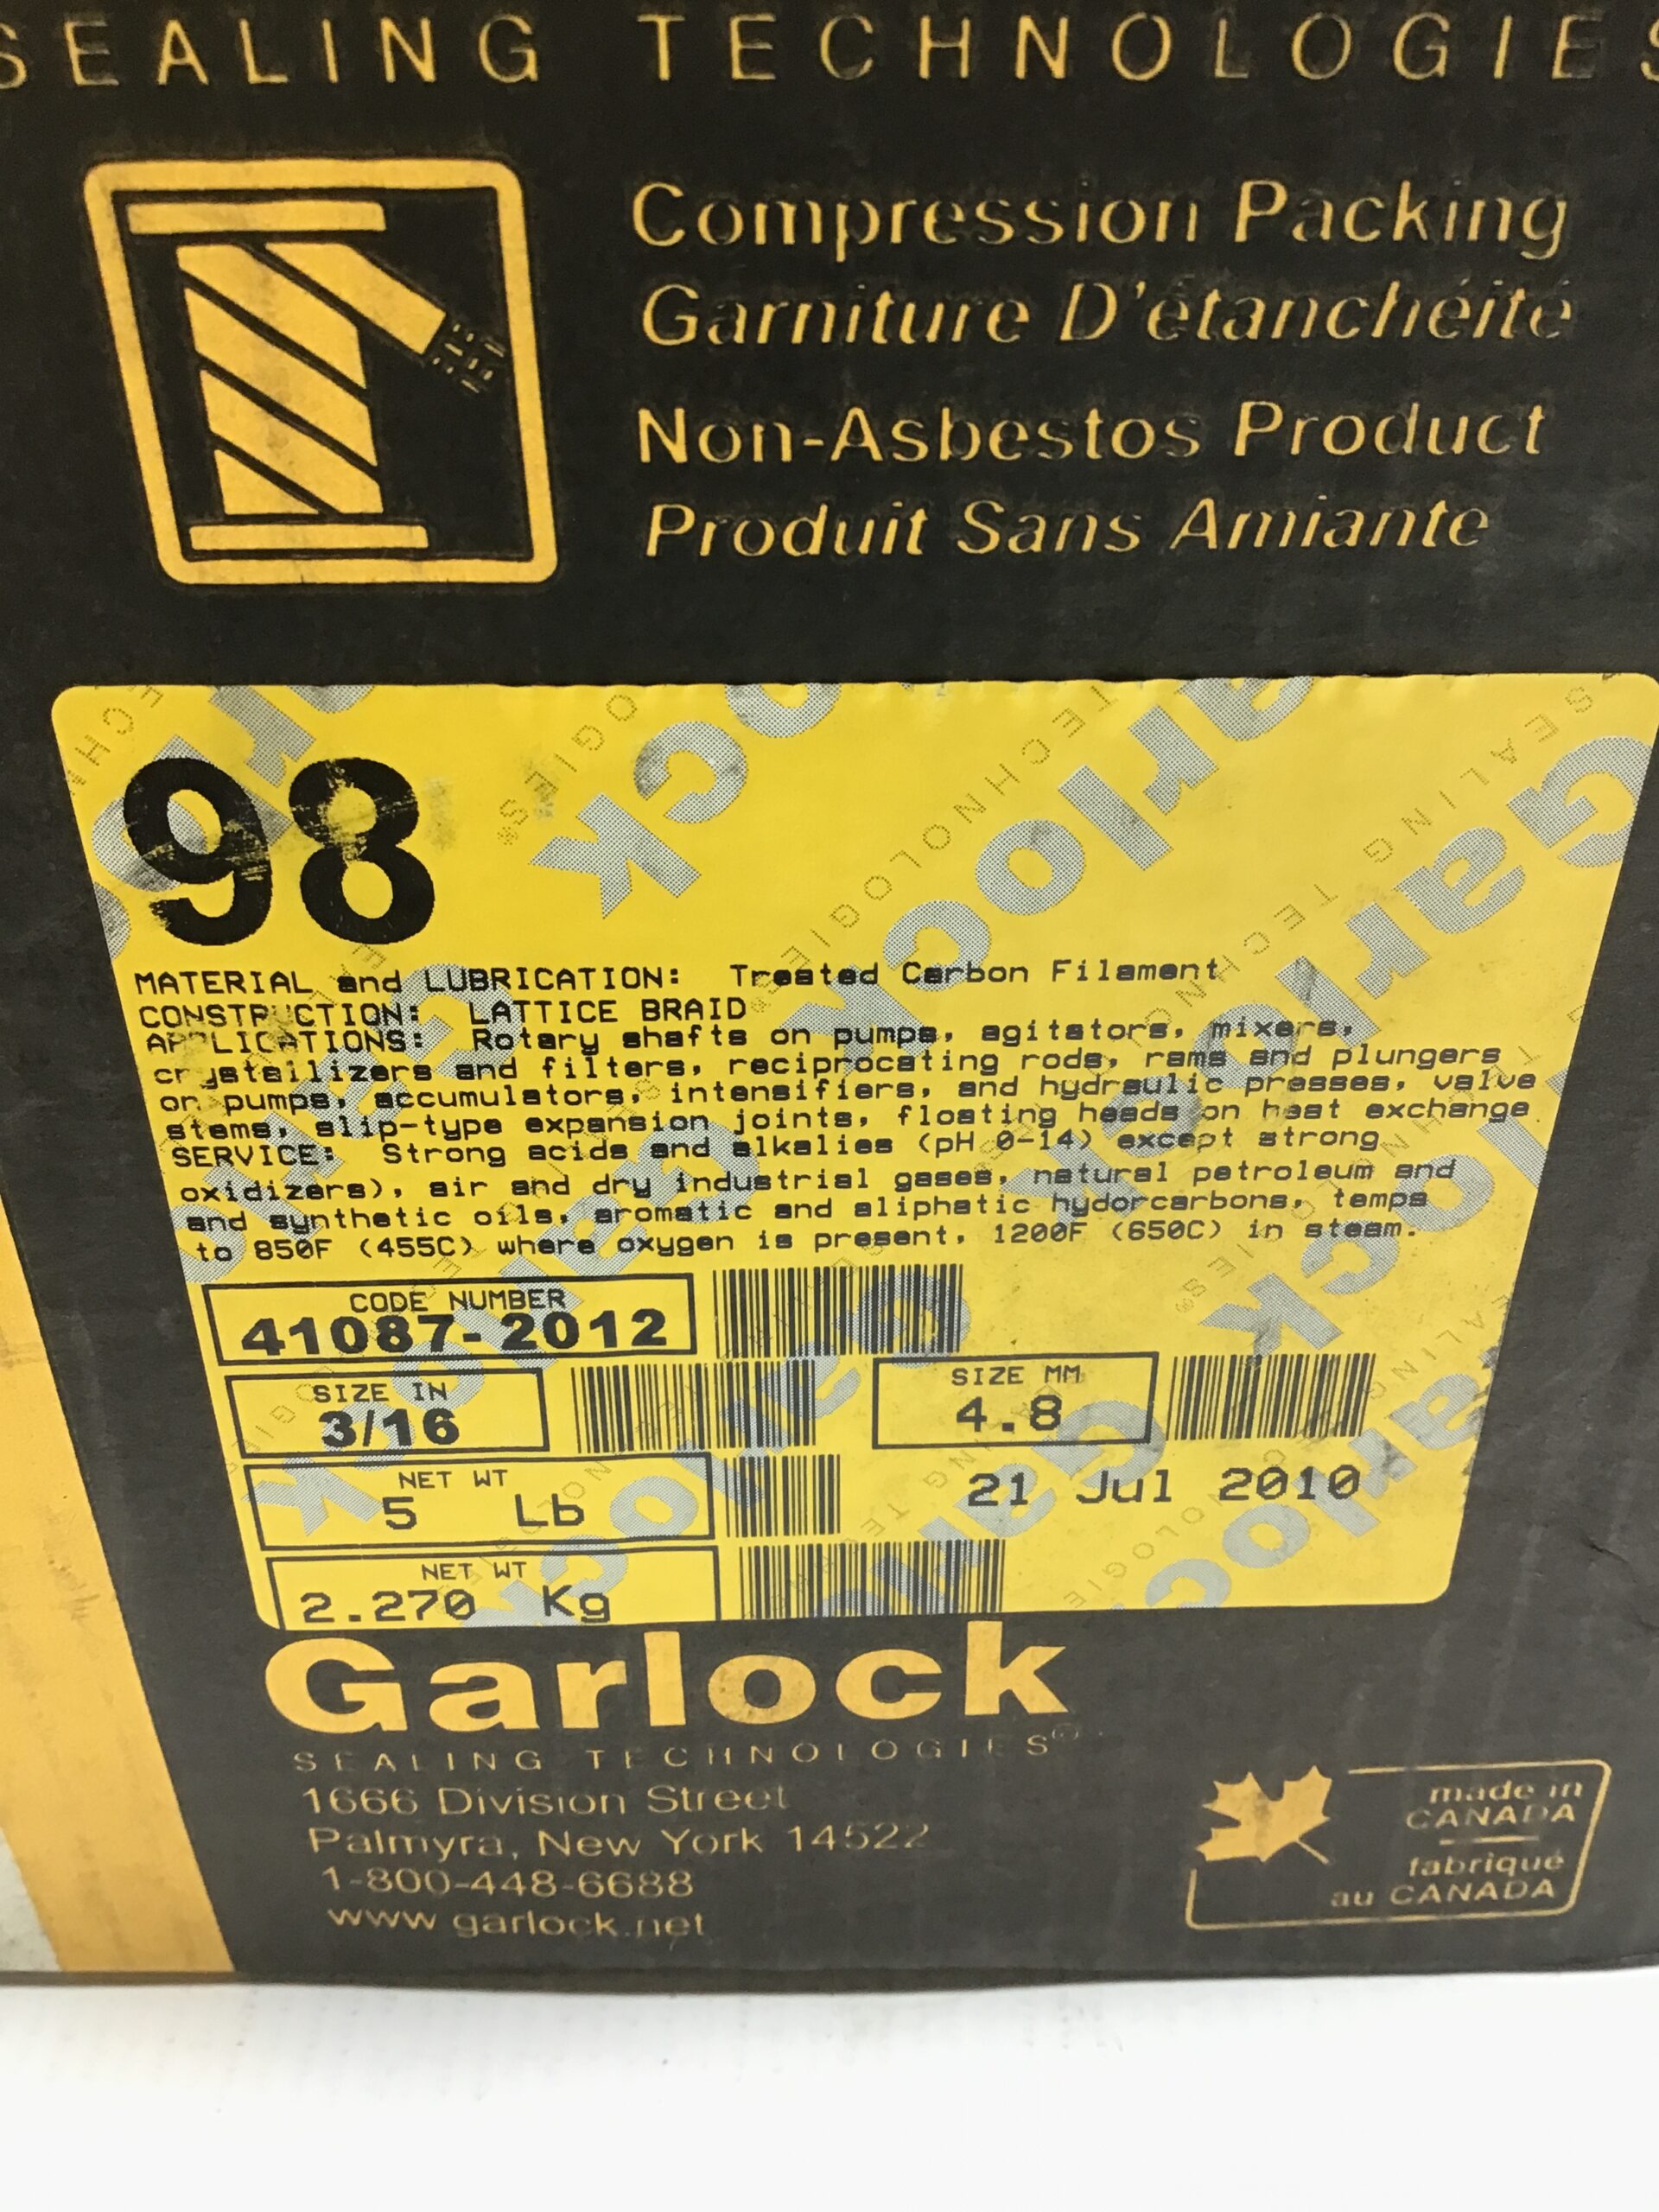 SEALING TECHNOLOGIES
Compression Packing
Garniture D'étanchéité
Non-Asbestos Product
Produit Sans Amiante
98
MATERIAL and LUBRICATION: Treated Carbon Filament
CONSTRUCTION: LATTICE BRAID
APPLICATIONS: Rotary shafts on pumps, agitators, mixers,
crystallizers and filters, reciprocating rods, rams and plungers
on pumps, accumulators, intensifiers, and hydraulic presses, valve
stems, slip-type expansion joints, floating heads on heat exchange
SERVICE: Strong acids and alkalies (pH 0-14) except strong
oxidizers), air and dry industrial gases, natural petroleum and
and synthetic oils, aromatic and aliphatic hydorcarbons, temps
to 850F (455C) where oxygen is present, 1200F (650C) in steam.
CODE NUMBER
41087-2012
SIZE IN
3/16
SIZE MM
4.8
NET WT
5 Lb
21 Jul 2010
NET WT
2.270 Kg
Garlock
SEALING TECHNOLOGIES®
1666 Division Street
Palmyra, New York 14522
1-800-448-6688
www.garlock.net
made in
CANADA
fabriqué
au CANADA